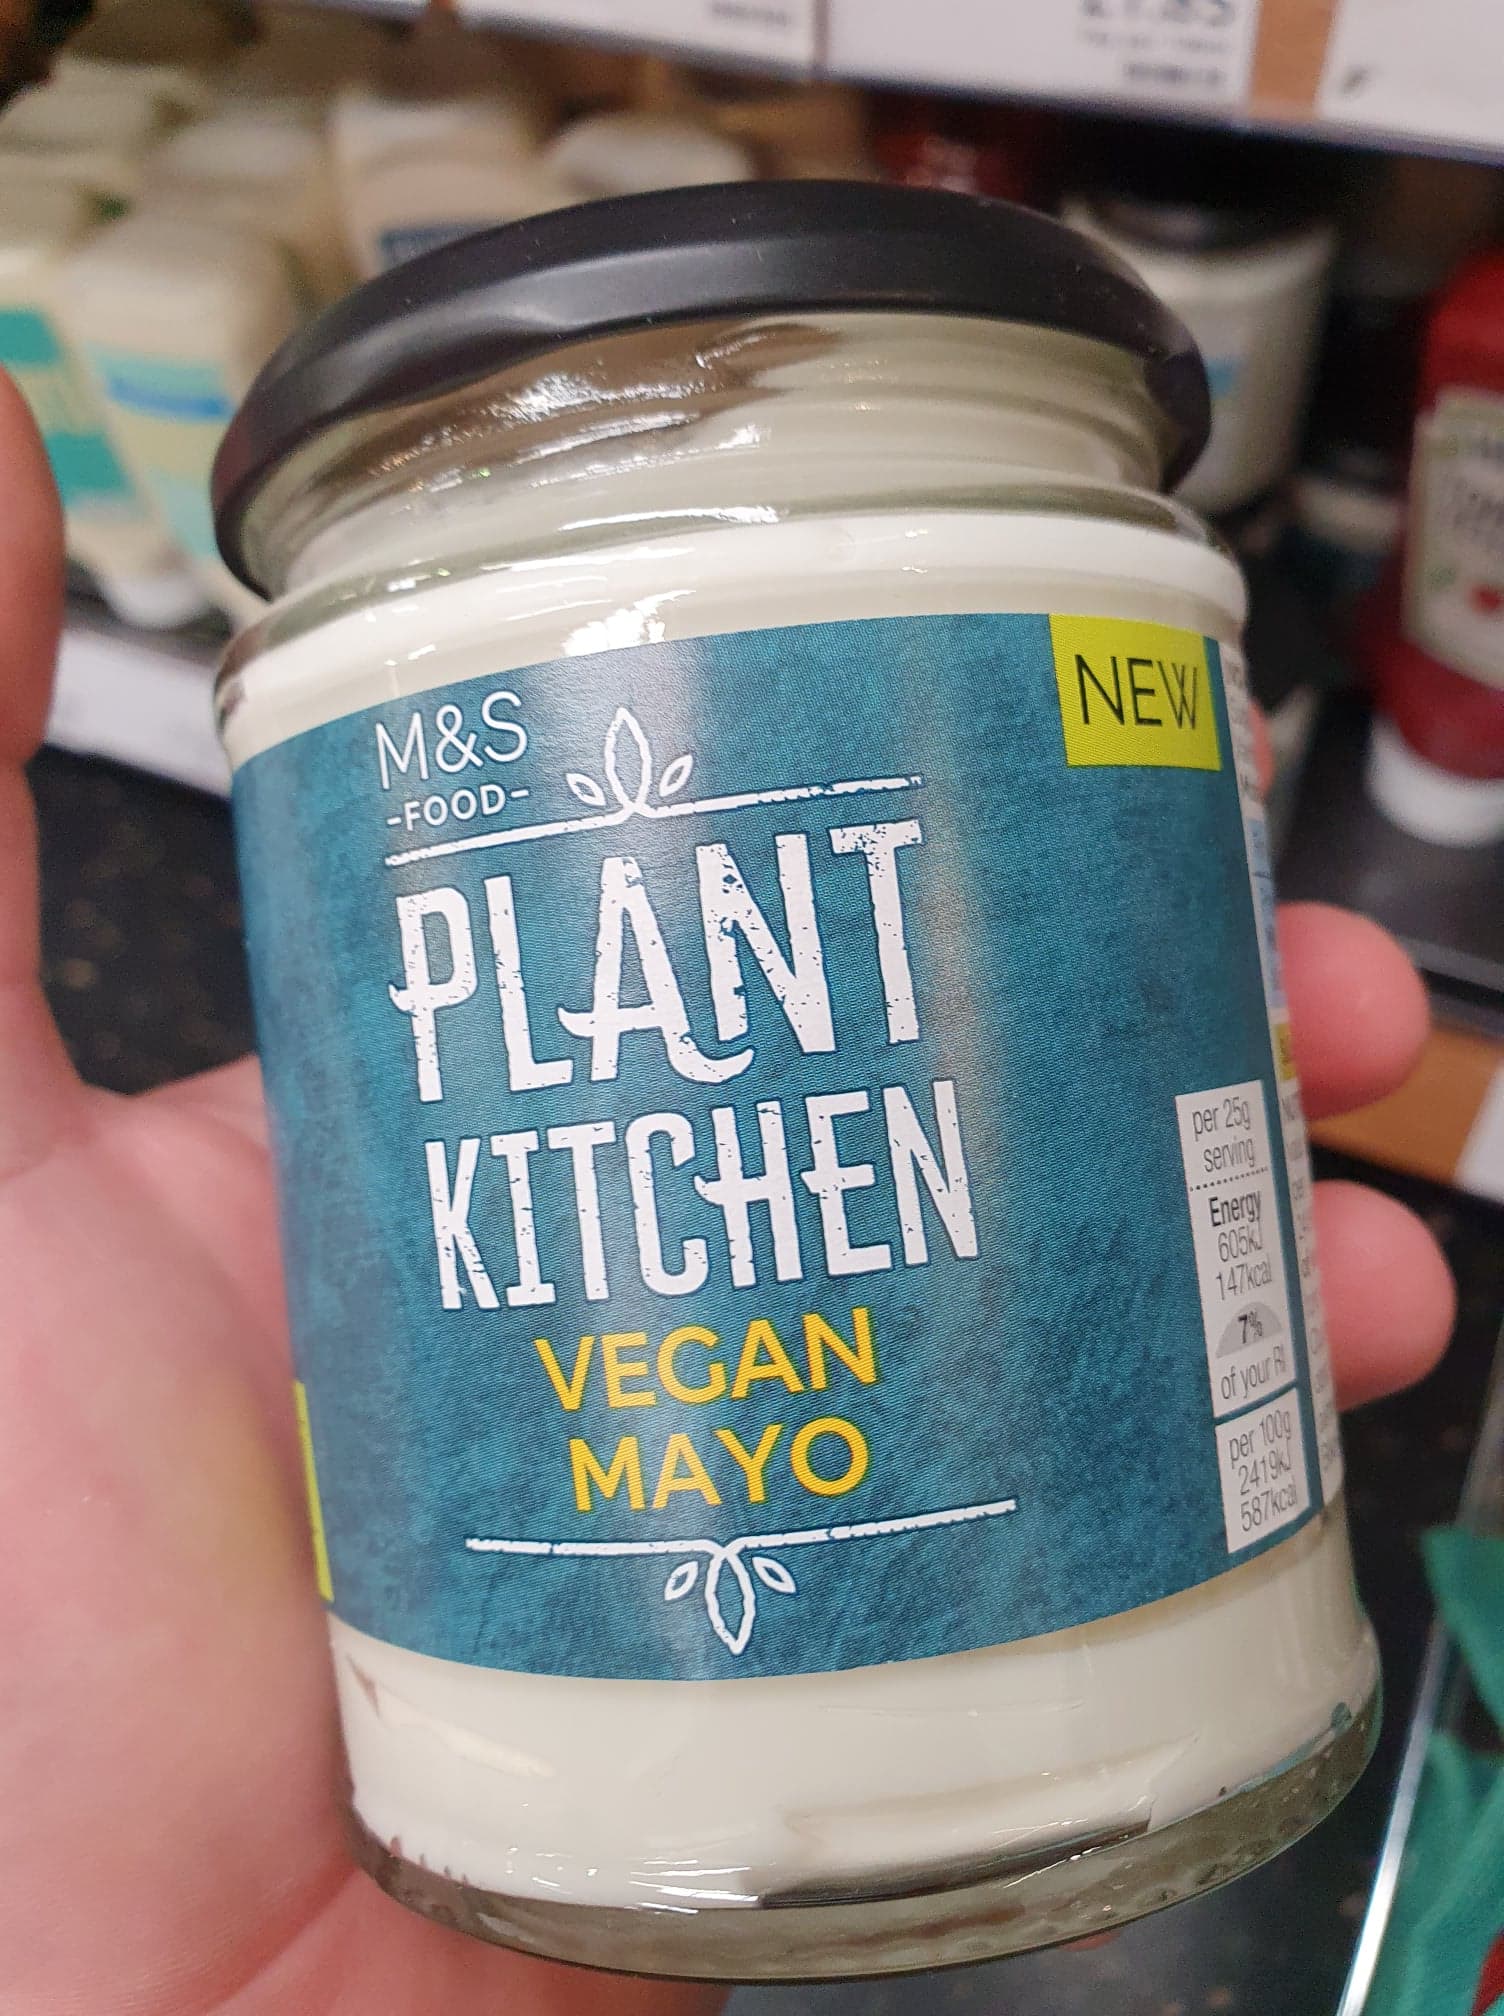 M&S
-FOOD-
NEW
PLANT
KITCHEN
VEGAN
MAYO
per 25g
serving
Energy
605kJ
147kcal
7%
of your RI
per 100g
2419kJ
587kcal